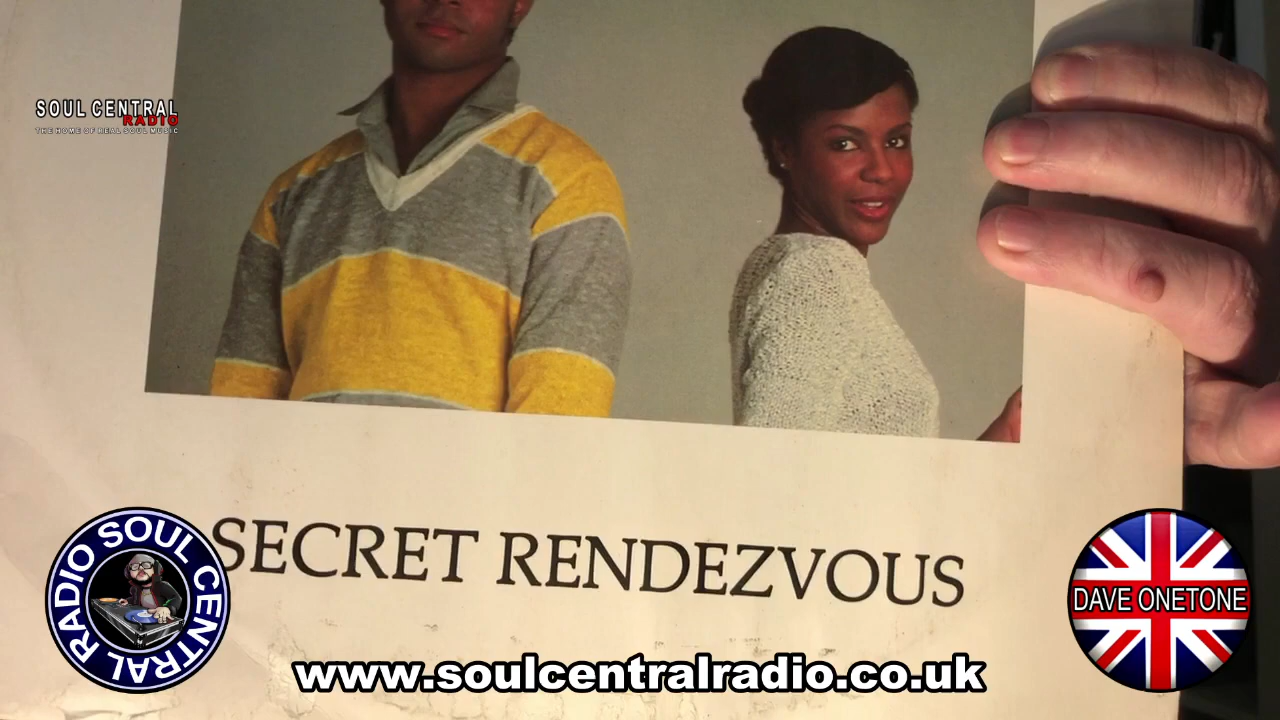 SOUL CENTRAL
RADIO
THE HOME OF REAL SOUL MUSIC
SECRET RENDEZVOUS
RADIO SOUL CENTRAL
DAVE ONETONE
www.soulcentralradio.co.uk